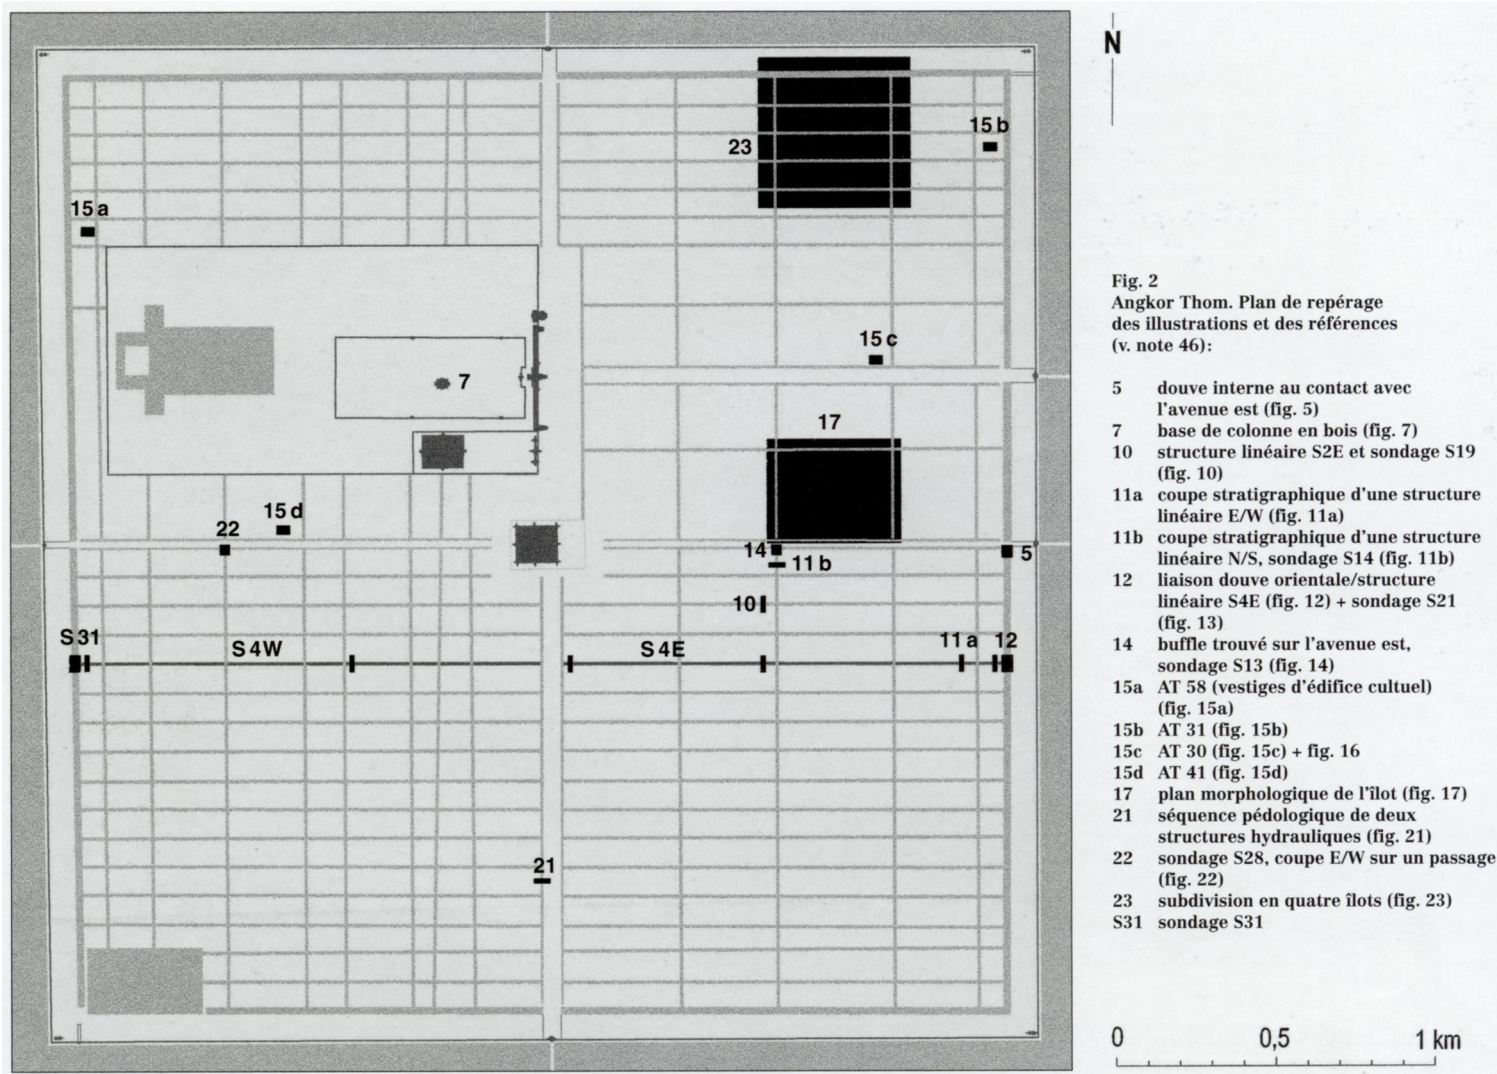 N
15 b
23
15 a
15 c
7
17
15 d
22
14
11 b
5
10
S 31
S 4W
S 4E
11 a
12
21
Fig. 2
Angkor Thom. Plan de repérage
des illustrations et des références
(v. note 46):
5 douve interne au contact avec
l'avenue est (fig. 5)
7 base de colonne en bois (fig. 7)
10 structure linéaire S2E et sondage S19
(fig. 10)
11a coupe stratigraphique d'une structure
linéaire E/W (fig. 11a)
11b coupe stratigraphique d'une structure
linéaire N/S, sondage S14 (fig. 11b)
12 liaison douve orientale/structure
linéaire S4E (fig. 12) + sondage S21
(fig. 13)
14 buffle trouvé sur l'avenue est,
sondage S13 (fig. 14)
15a AT 58 (vestiges d'édifice cultuel)
(fig. 15a)
15b AT 31 (fig. 15b)
15c AT 30 (fig. 15c) + fig. 16
15d AT 41 (fig. 15d)
17 plan morphologique de l'îlot (fig. 17)
21 séquence pédologique de deux
structures hydrauliques (fig. 21)
22 sondage S28, coupe E/W sur un passage
(fig. 22)
23 subdivision en quatre îlots (fig. 23)
S31 sondage S31
0 0,5 1 km